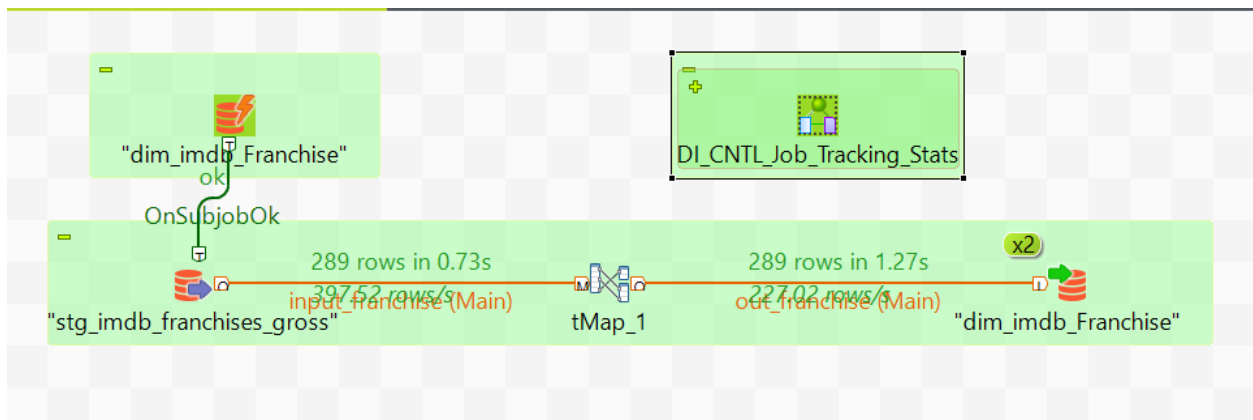 "dim_imdb_Franchise"
DI_CNTL_Job_Tracking_Stats
ok
OnSubjobOk
x2
289 rows in 0.73s
289 rows in 1.27s
397.52 rows/s
227.02 rows/s
input_franchise (Main)
out_franchise (Main)
"stg_imdb_franchises_gross"
tMap_1
"dim_imdb_Franchise"
T
T
O
M
O
I